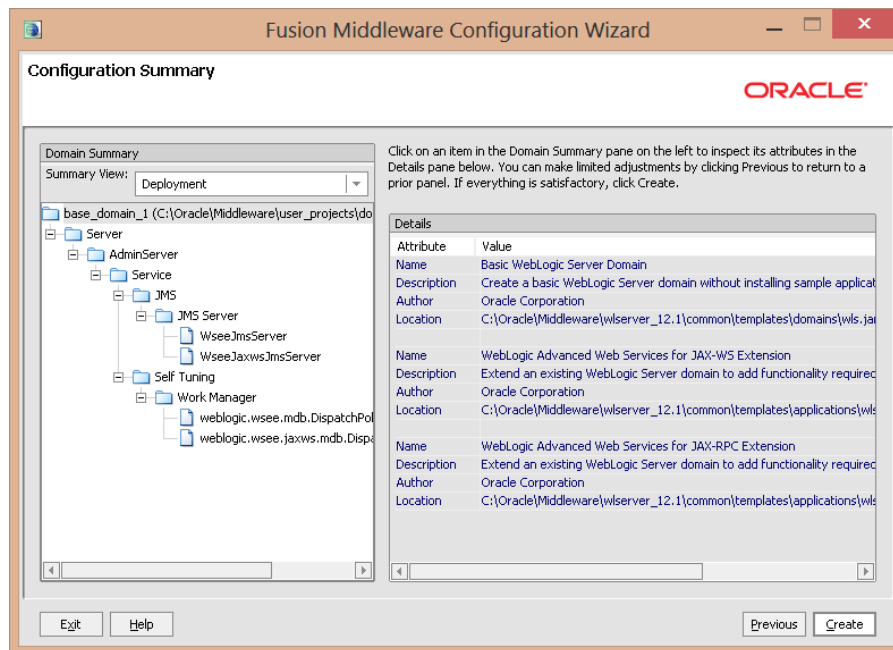 Fusion Middleware Configuration Wizard
Configuration Summary
ORACLE
Domain Summary
Summary View:
Deployment
base_domain_1 (C:\Oracle\Middleware\user_projects\do
Server
AdminServer
Service
JMS
JMS Server
WseeJmsServer
WseeJaxwsJmsServer
Self Tuning
Work Manager
weblogic.wsee.mdb.DispatchPol
weblogic.wsee.jaxws.mdb.Dispa
Click on an item in the Domain Summary pane on the left to inspect its attributes in the
Details pane below. You can make limited adjustments by clicking Previous to return to a
prior panel. If everything is satisfactory, click Create.
Details
Attribute Value
Name Basic WebLogic Server Domain
Description Create a basic WebLogic Server domain without installing sample applicat
Author Oracle Corporation
Location C:\Oracle\Middleware\wlserver_12.1\common\templates\domains\wls.jar
Name WebLogic Advanced Web Services for JAX-WS Extension
Description Extend an existing WebLogic Server domain to add functionality required
Author Oracle Corporation
Location C:\Oracle\Middleware\wlserver_12.1\common\templates\applications\wls
Name WebLogic Advanced Web Services for JAX-RPC Extension
Description Extend an existing WebLogic Server domain to add functionality required
Author Oracle Corporation
Location C:\Oracle\Middleware\wlserver_12.1\common\templates\applications\wls
Exit Help Previous Create